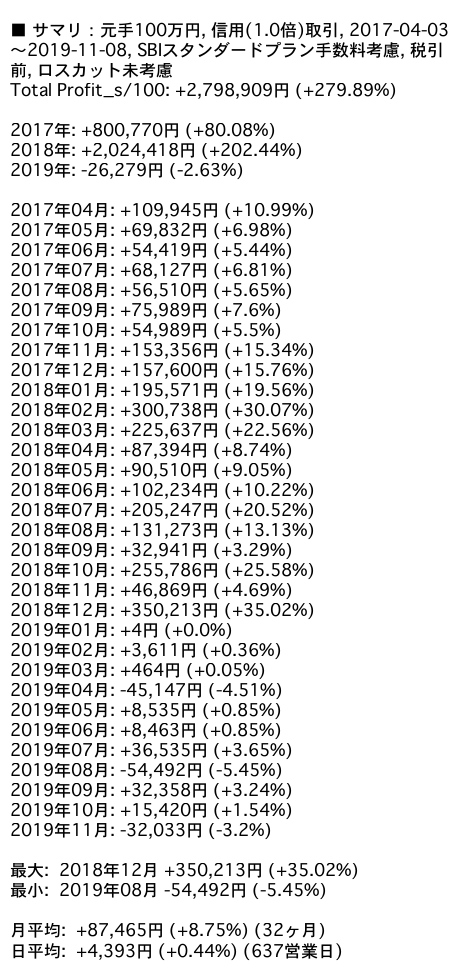 ■ サマリ：元手100万円, 信用(1.0倍)取引, 2017-04-03
～2019-11-08, SBIスタンダードプラン手数料考慮, 税引
前, ロスカット未考慮
Total Profit_s/100: +2,798,909円 (+279.89%)
2017年: +800,770円 (+80.08%)
2018年: +2,024,418円 (+202.44%)
2019年: -26,279円 (-2.63%)
2017年04月: +109,945円 (+10.99%)
2017年05月: +69,832円 (+6.98%)
2017年06月: +54,419円 (+5.44%)
2017年07月: +68,127円 (+6.81%)
2017年08月: +56,510円 (+5.65%)
2017年09月: +75,989円 (+7.6%)
2017年10月: +54,989円 (+5.5%)
2017年11月: +153,356円 (+15.34%)
2017年12月: +157,600円 (+15.76%)
2018年01月: +195,571円 (+19.56%)
2018年02月: +300,738円 (+30.07%)
2018年03月: +225,637円 (+22.56%)
2018年04月: +87,394円 (+8.74%)
2018年05月: +90,510円 (+9.05%)
2018年06月: +102,234円 (+10.22%)
2018年07月: +205,247円 (+20.52%)
2018年08月: +131,273円 (+13.13%)
2018年09月: +32,941円 (+3.29%)
2018年10月: +255,786円 (+25.58%)
2018年11月: +46,869円 (+4.69%)
2018年12月: +350,213円 (+35.02%)
2019年01月: +4円 (+0.0%)
2019年02月: +3,611円 (+0.36%)
2019年03月: +464円 (+0.05%)
2019年04月: -45,147円 (-4.51%)
2019年05月: +8,535円 (+0.85%)
2019年06月: +8,463円 (+0.85%)
2019年07月: +36,535円 (+3.65%)
2019年08月: -54,492円 (-5.45%)
2019年09月: +32,358円 (+3.24%)
2019年10月: +15,420円 (+1.54%)
2019年11月: -32,033円 (-3.2%)
最大: 2018年12月 +350,213円 (+35.02%)
最小: 2019年08月 -54,492円 (-5.45%)
月平均: +87,465円 (+8.75%) (32ヶ月)
日平均: +4,393円 (+0.44%) (637営業日)